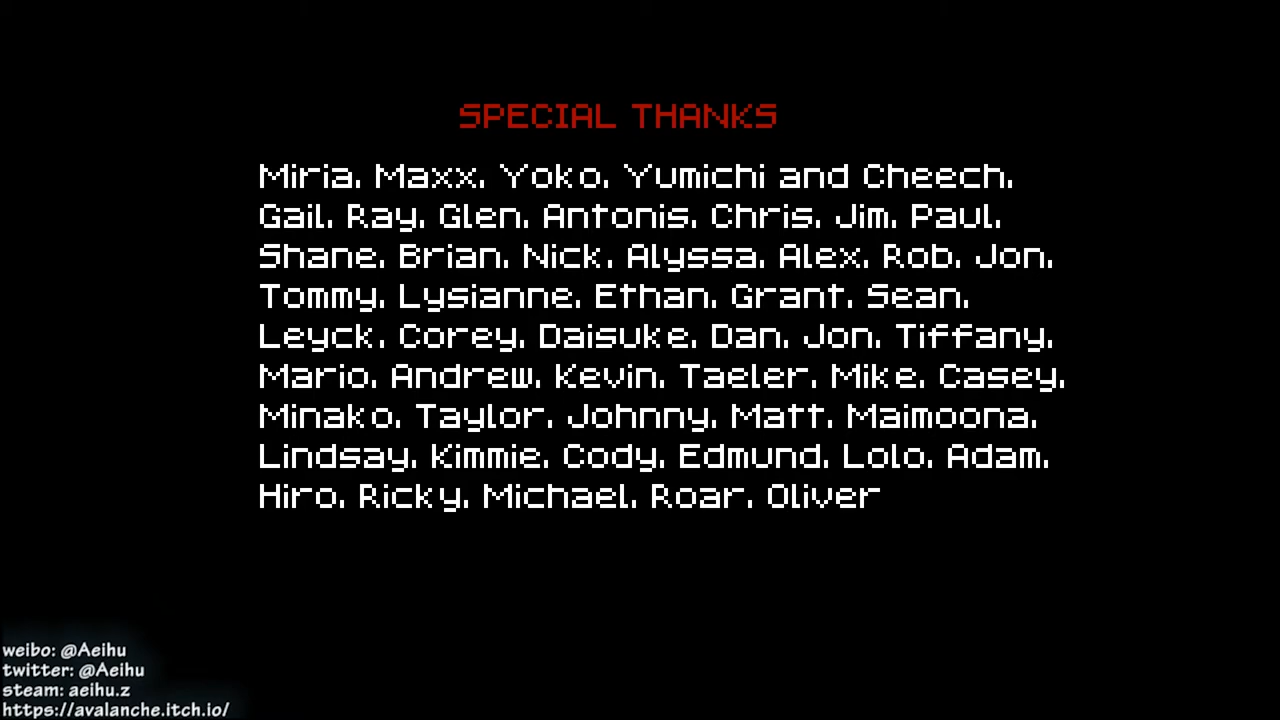 SPECIAL THANKS
Miria, Maxx, Yoko, Yumichi and Cheech,
Gail, Ray, Glen, Antonis, Chris, Jim, Paul,
Shane, Brian, Nick, Alyssa, Alex, Rob, Jon,
Tommy, Lysianne, Ethan, Grant, Sean,
Leyck, Corey, Daisuke, Dan, Jon, Tiffany,
Mario, Andrew, Kevin, Taeler, Mike, Casey,
Minako, Taylor, Johnny, Matt, Maimoona,
Lindsay, Kimmie, Cody, Edmund, Lolo, Adam,
Hiro, Ricky, Michael, Roar, Oliver
weibo: @Aeihu
twitter: @Aeihu
steam: aeihu.z
https://avalanche.itch.io/